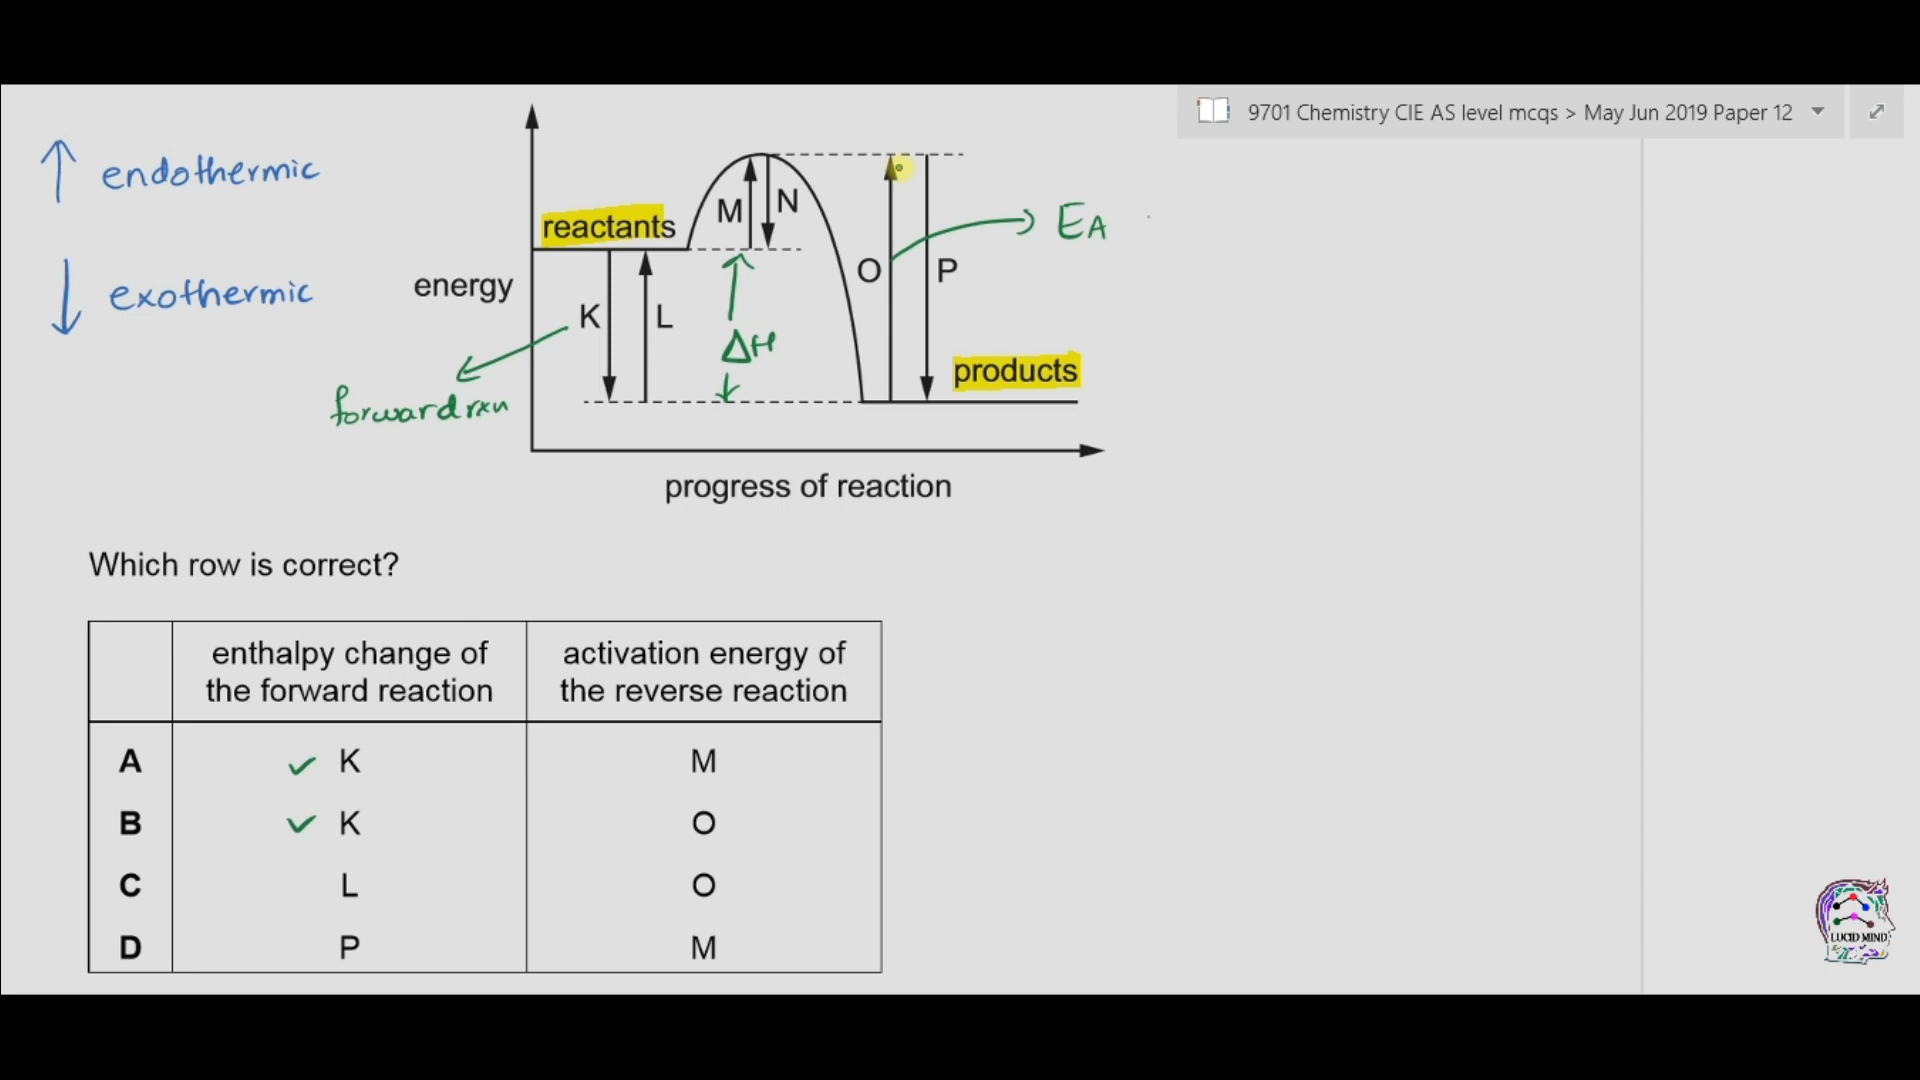 9701 Chemistry CIE AS level mcqs > May Jun 2019 Paper 12
endothermic
exothermic
reactants
M
N
energy
K
L
ΔH
O
P
EA
products
forward rxn
progress of reaction
Which row is correct?
enthalpy change of
the forward reaction
activation energy of
the reverse reaction
A K M
B K O
C L O
D P M
LUCID MIND